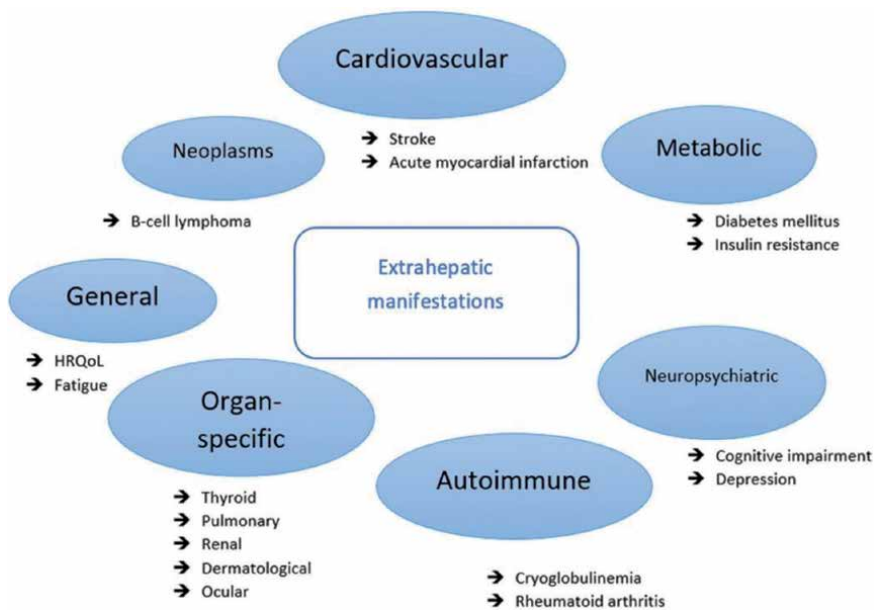 Cardiovascular
➔ Stroke
➔ Acute myocardial infarction
Neoplasms
➔ B-cell lymphoma
Metabolic
➔ Diabetes mellitus
➔ Insulin resistance
Extrahepatic
manifestations
General
➔ HRQoL
➔ Fatigue
Neuropsychiatric
➔ Cognitive impairment
➔ Depression
Organ-
specific
➔ Thyroid
➔ Pulmonary
➔ Renal
➔ Dermatological
➔ Ocular
Autoimmune
➔ Cryoglobulinemia
➔ Rheumatoid arthritis